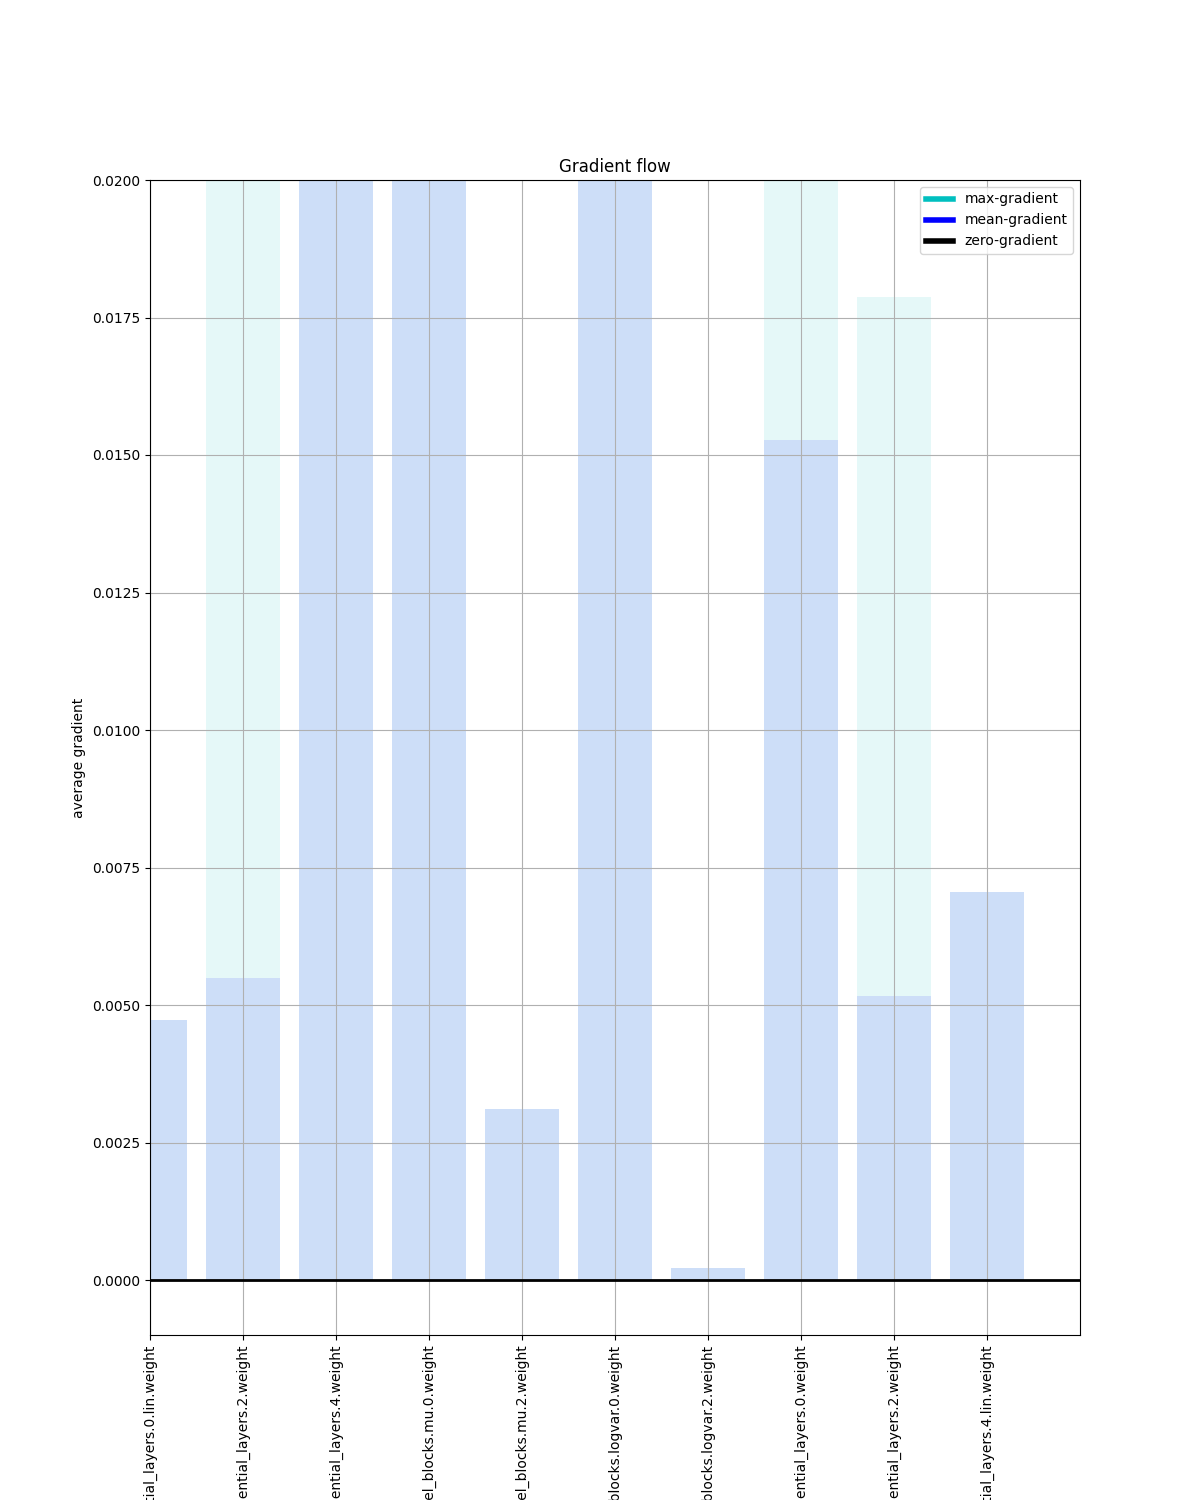 Gradient flow
max-gradient
mean-gradient
zero-gradient
0.0200
0.0175
0.0150
0.0125
0.0100
0.0075
0.0050
0.0025
0.0000
average gradient
tial_layers.0.lin.weight
ential_layers.2.weight
ential_layers.4.weight
el_blocks.mu.0.weight
el_blocks.mu.2.weight
blocks.logvar.0.weight
blocks.logvar.2.weight
ential_layers.0.weight
ential_layers.2.weight
tial_layers.4.lin.weight